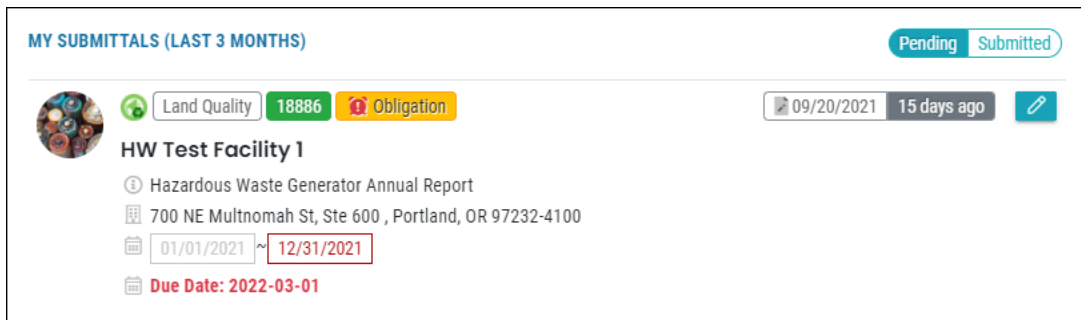 MY SUBMITTALS (LAST 3 MONTHS) Pending Submitted
Land Quality 18886 Obligation 09/20/2021 15 days ago
HW Test Facility 1
Hazardous Waste Generator Annual Report
700 NE Multnomah St, Ste 600 , Portland, OR 97232-4100
01/01/2021 ~ 12/31/2021
Due Date: 2022-03-01